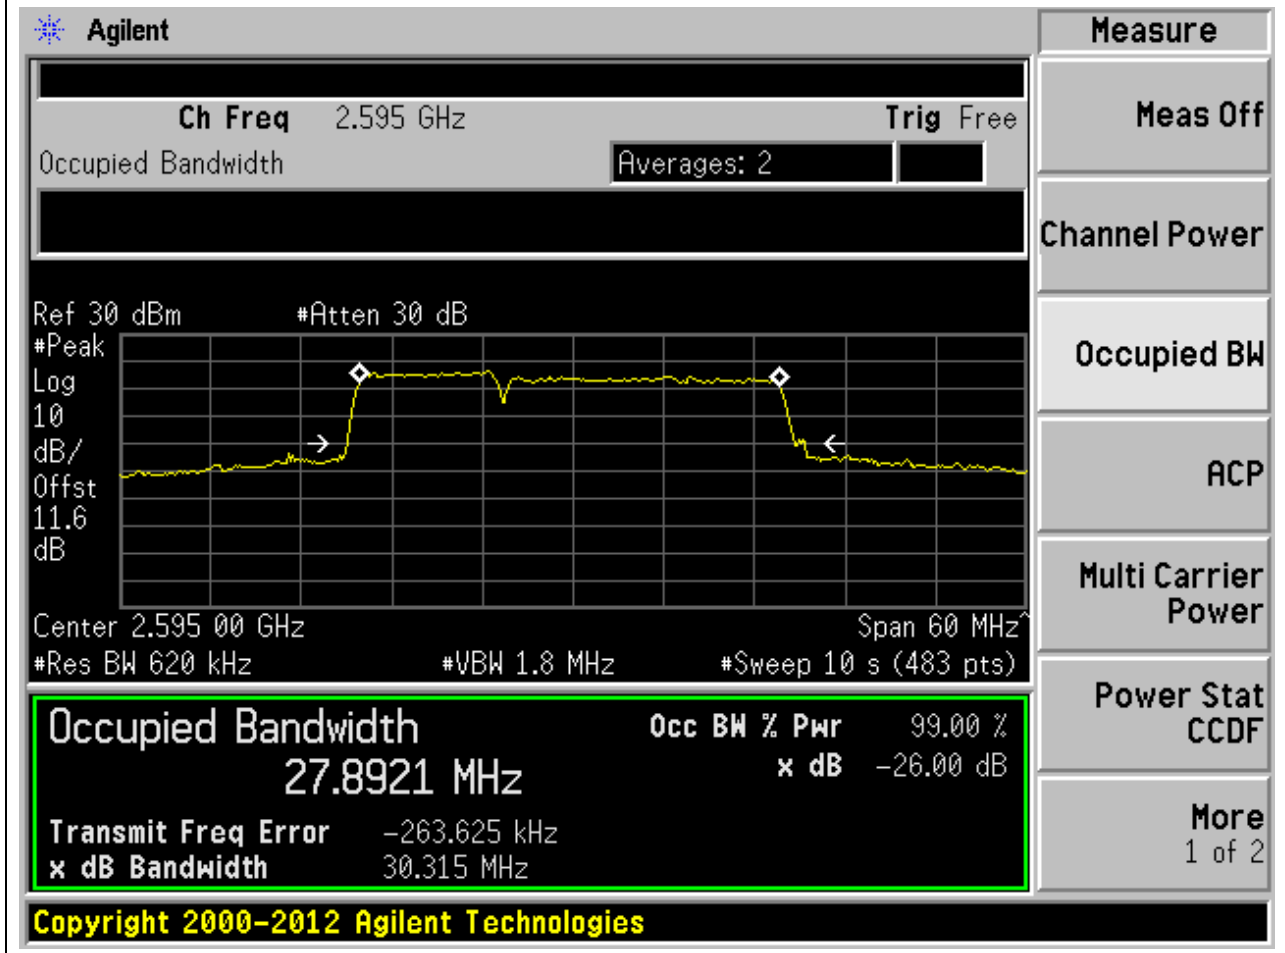 Agilent
Measure
Ch Freq 2.595 GHz Trig Free
Meas Off
Occupied Bandwidth Averages: 2
Channel Power
Ref 30 dBm #Atten 30 dB
#Peak
Log
10
dB/
Offst
11.6
dB
Occupied BW
ACP
Center 2.595 00 GHz Span 60 MHz^
#Res BW 620 kHz #VBW 1.8 MHz #Sweep 10 s (483 pts)
Multi Carrier
Power
Occupied Bandwidth Occ BW % Pwr 99.00 %
27.8921 MHz x dB -26.00 dB
Transmit Freq Error -263.625 kHz
x dB Bandwidth 30.315 MHz
Power Stat
CCDF
More
1 of 2
Copyright 2000-2012 Agilent Technologies